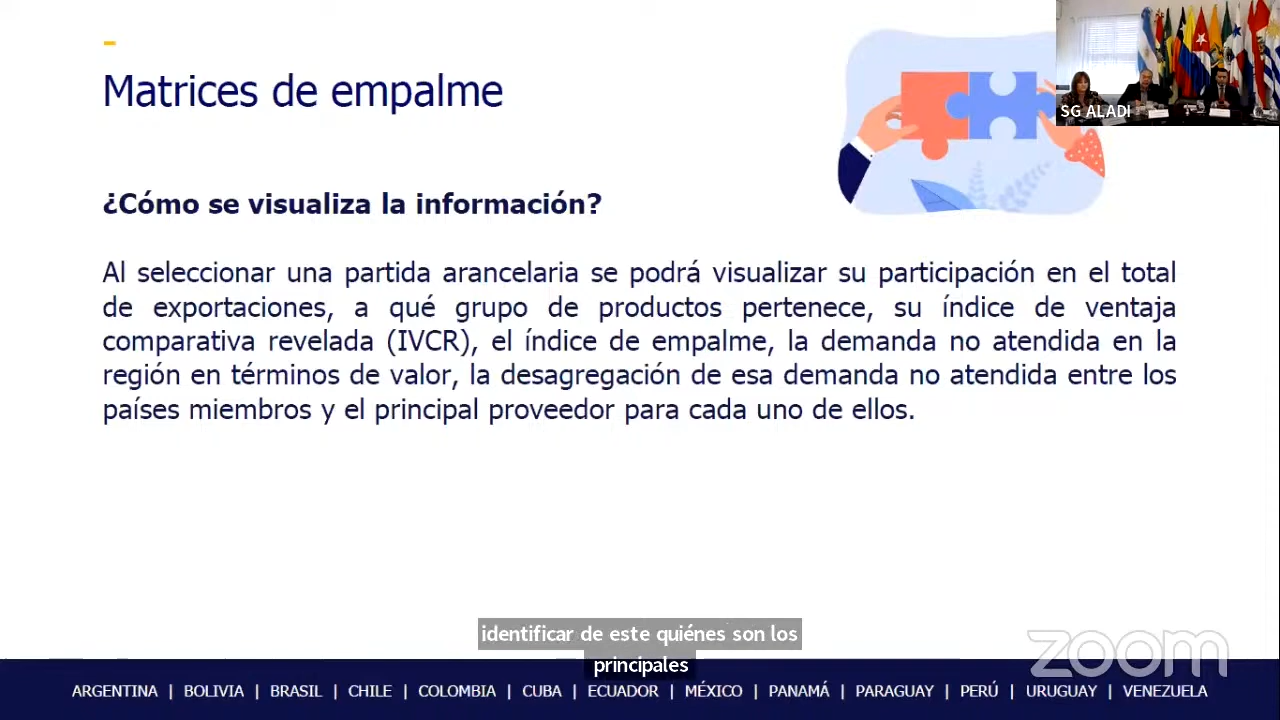 Matrices de empalme
SG ALADI
¿Cómo se visualiza la información?
Al seleccionar una partida arancelaria se podrá visualizar su participación en el total
de exportaciones, a qué grupo de productos pertenece, su índice de ventaja
comparativa revelada (IVCR), el índice de empalme, la demanda no atendida en la
región en términos de valor, la desagregación de esa demanda no atendida entre los
países miembros y el principal proveedor para cada uno de ellos.
identificar de este quiénes son los
principales
zoom
ARGENTINA | BOLIVIA | BRASIL | CHILE | COLOMBIA | CUBA | ECUADOR | MÉXICO | PANAMÁ | PARAGUAY | PERÚ | URUGUAY | VENEZUELA